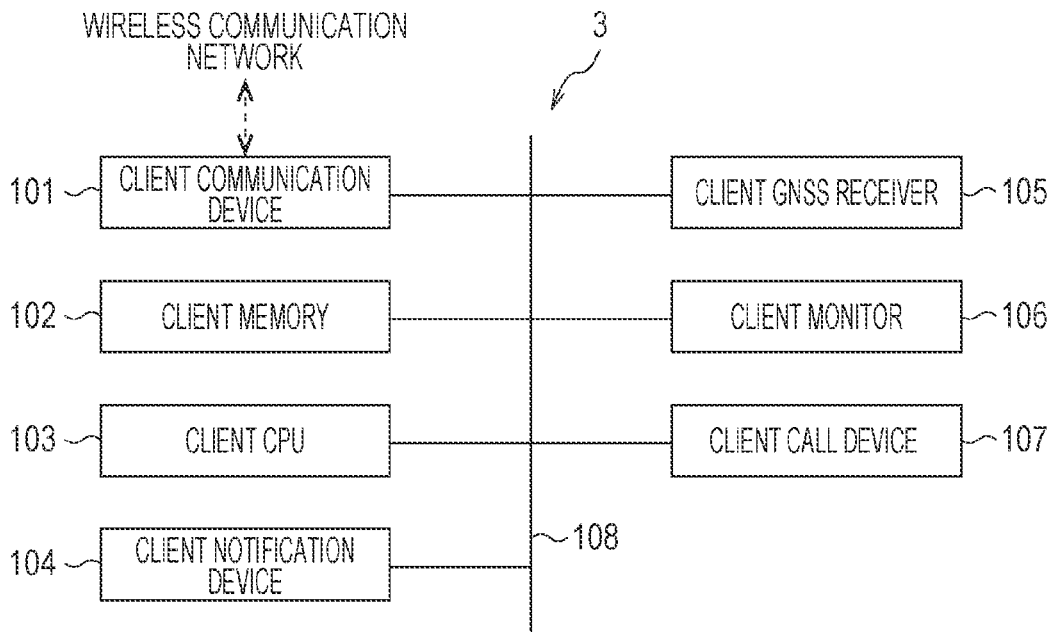 WIRELESS COMMUNICATION
NETWORK
3
101
CLIENT COMMUNICATION
DEVICE
CLIENT GNSS RECEIVER
105
102
CLIENT MEMORY
CLIENT MONITOR
106
103
CLIENT CPU
CLIENT CALL DEVICE
107
104
CLIENT NOTIFICATION
DEVICE
108